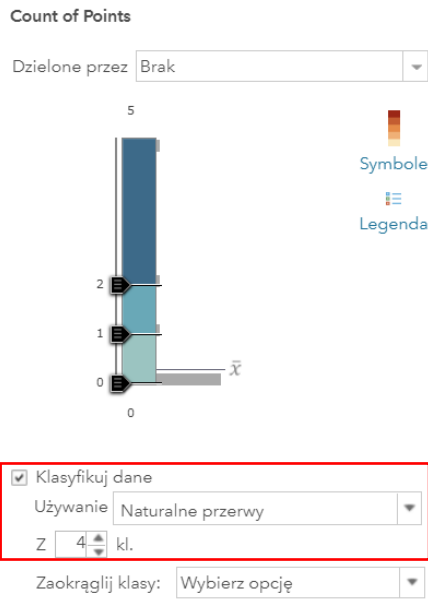 Count of Points
Dzielone przez Brak
5
Symbole
Legenda
2
1
x̄
0
0
Klasyfikuj dane
Używanie Naturalne przerwy
Z 4 kl.
Zaokrąglij klasy: Wybierz opcję